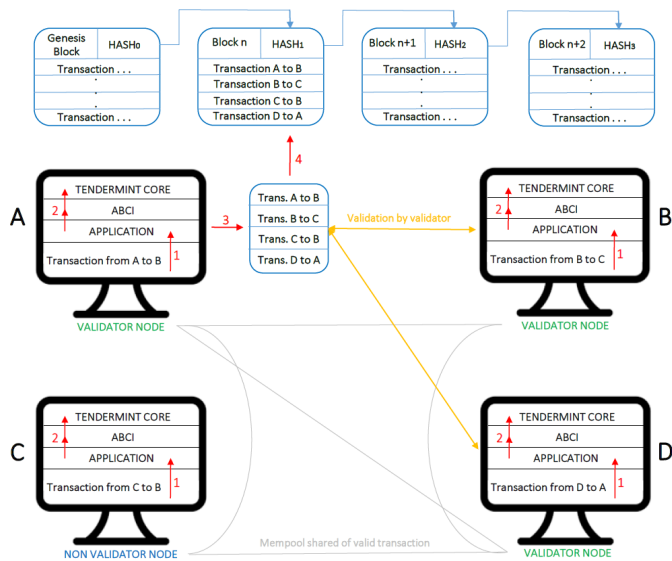 Genesis Block HASH₀
Transaction . . .
.
.
.
Transaction . . .
Block n HASH₁
Transaction A to B
Transaction B to C
Transaction C to B
Transaction D to A
Block n+1 HASH₂
Transaction . . .
.
.
.
Transaction . . .
Block n+2 HASH₃
Transaction . . .
.
.
.
Transaction . . .
4
A
TENDERMINT CORE
2
ABCI
APPLICATION
Transaction from A to B
1
VALIDATOR NODE
3
Trans. A to B
Trans. B to C
Trans. C to B
Trans. D to A
Validation by validator
B
TENDERMINT CORE
2
ABCI
APPLICATION
Transaction from B to C
1
VALIDATOR NODE
C
TENDERMINT CORE
2
ABCI
APPLICATION
Transaction from C to B
1
NON VALIDATOR NODE
Mempool shared of valid transaction
D
TENDERMINT CORE
2
ABCI
APPLICATION
Transaction from D to A
1
VALIDATOR NODE